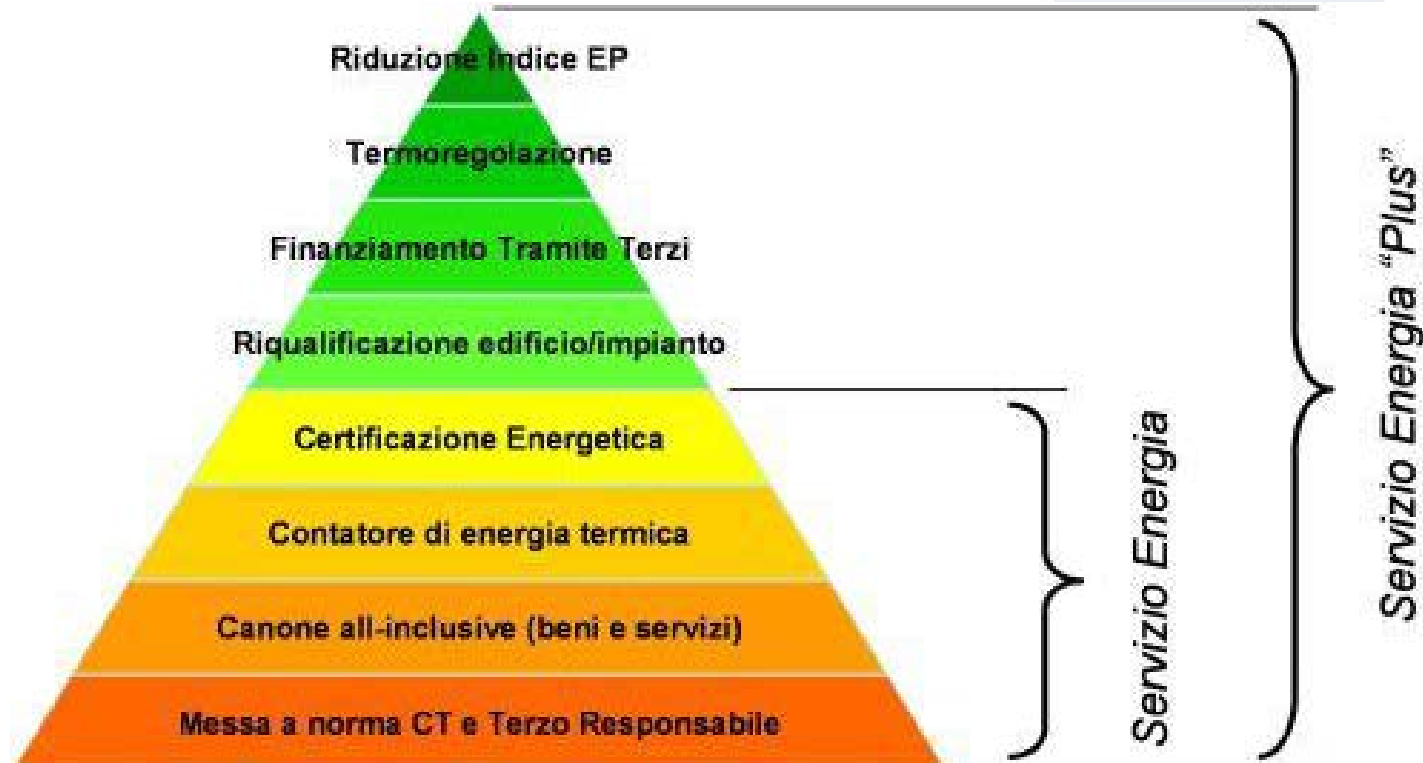 Riduzione Indice EP
Termoregolazione
Finanziamento Tramite Terzi
Riqualificazione edificio/impianto
Certificazione Energetica
Contatore di energia termica
Canone all-inclusive (beni e servizi)
Messa a norma CT e Terzo Responsabile
Servizio Energia
Servizio Energia “Plus”